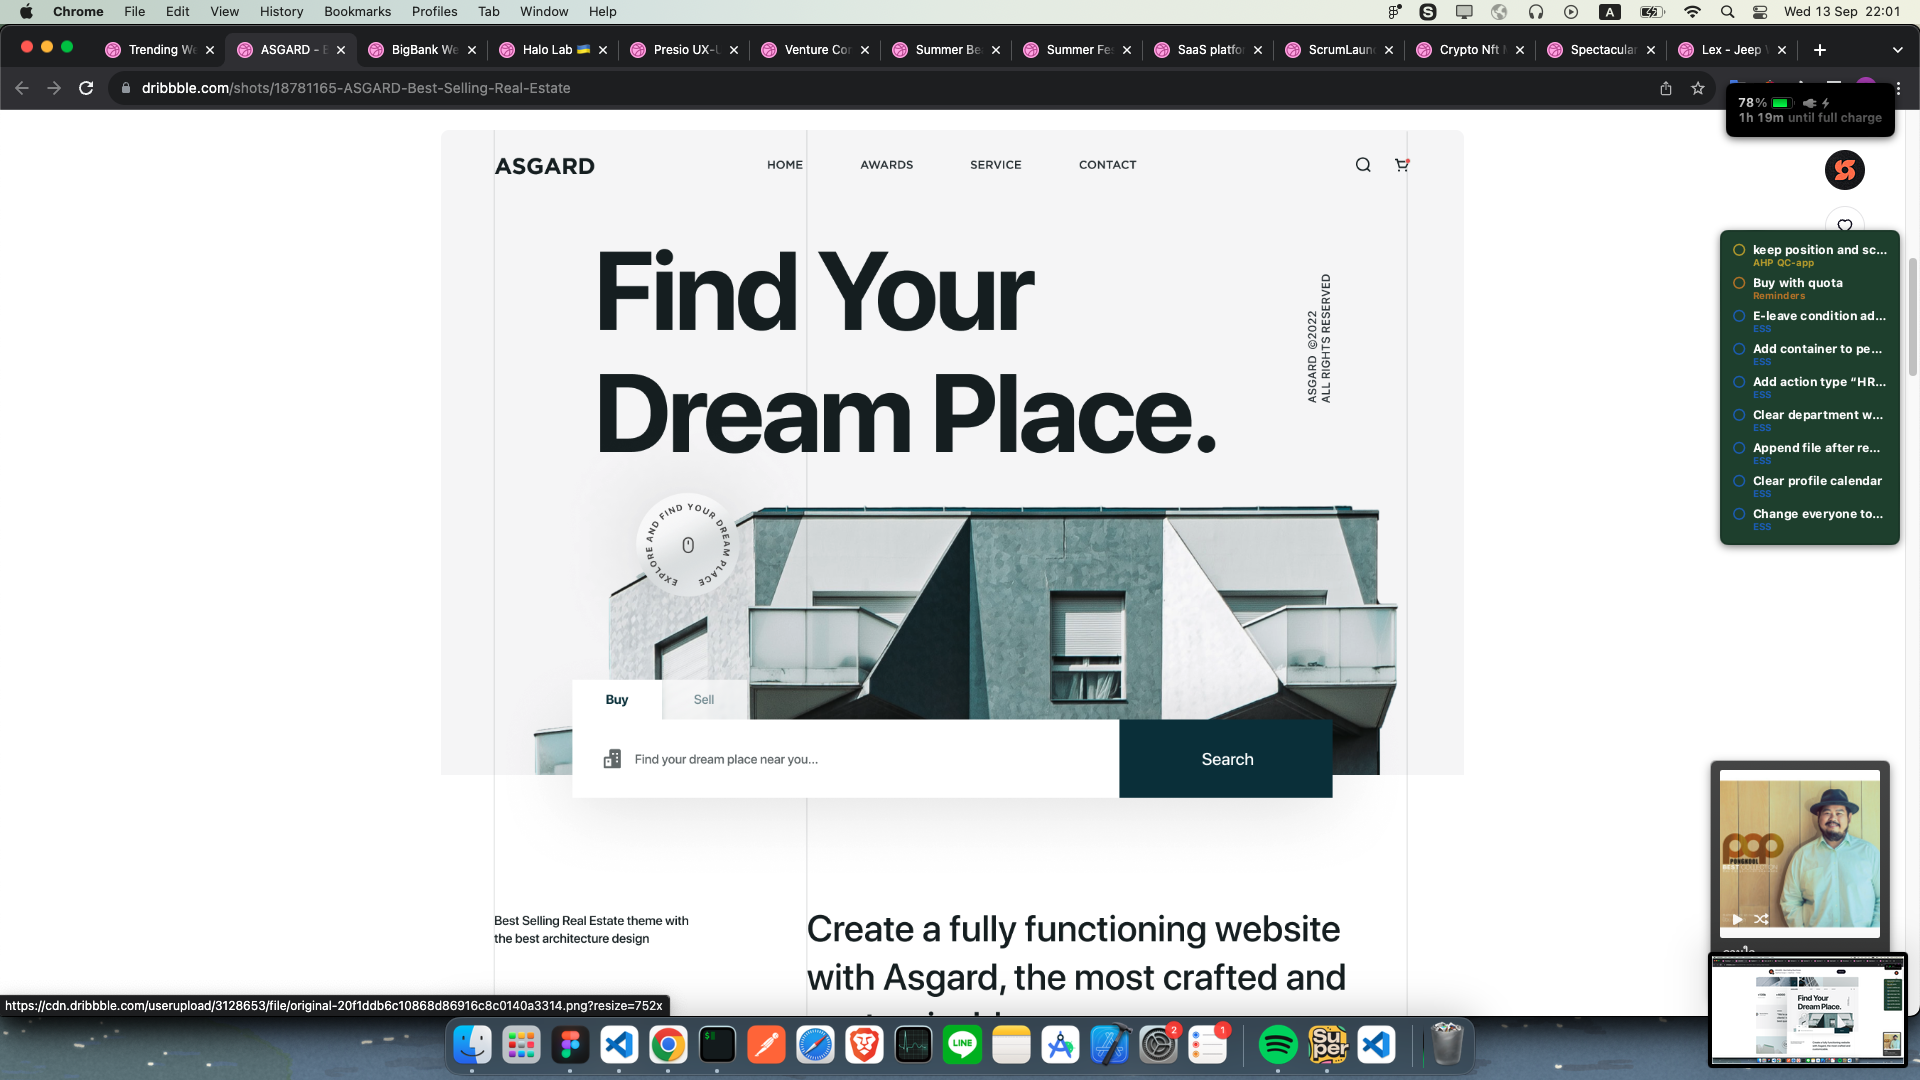 Chrome File Edit View History Bookmarks Profiles Tab Window Help
A
Wed 13 Sep 22:01
Trending We
ASGARD - B
BigBank We
Halo Lab 🇺🇦
Presio UX-U
Venture Cor
Summer Be
Summer Fes
SaaS platfo
ScrumLaun
Crypto Nft
Spectacular
Lex - Jeep
dribbble.com/shots/18781165-ASGARD-Best-Selling-Real-Estate
78%
1h 19m until full charge
ASGARD
HOME
AWARDS
SERVICE
CONTACT
Find Your
Dream Place.
ASGARD ©2022
ALL RIGHTS RESERVED
EXPLORE AND FIND YOUR DREAM PLACE
Buy
Sell
Find your dream place near you...
Search
Best Selling Real Estate theme with
the best architecture design
Create a fully functioning website
with Asgard, the most crafted and
keep position and sc...
AHP QC-app
Buy with quota
Reminders
E-leave condition ad...
ESS
Add container to pe...
ESS
Add action type “HR...
ESS
Clear department w...
ESS
Append file after re...
ESS
Clear profile calendar
ESS
Change everyone to...
ESS
pop
PONGKOOL
Find Your
Dream Place.
https://cdn.dribbble.com/userupload/3128653/file/original-20f1ddb6c10868d86916c8c0140a3314.png?resize=752x
LINE
2
1
Super